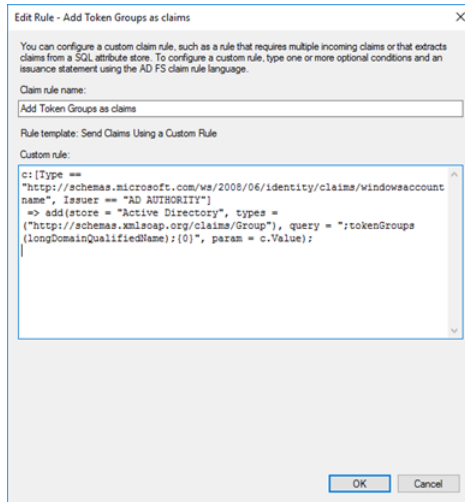 Edit Rule - Add Token Groups as claims
You can configure a custom claim rule, such as a rule that requires multiple incoming claims or that extracts
claims from a SQL attribute store. To configure a custom rule, type one or more optional conditions and an
issuance statement using the AD FS claim rule language.
Claim rule name:
Add Token Groups as claims
Rule template: Send Claims Using a Custom Rule
Custom rule:
c:[Type ==
"http://schemas.microsoft.com/ws/2008/06/identity/claims/windowsaccount
name", Issuer == "AD AUTHORITY"]
=> add(store = "Active Directory", types =
("http://schemas.xmlsoap.org/claims/Group"), query = ";tokenGroups
(longDomainQualifiedName);{0}", param = c.Value);
OK
Cancel